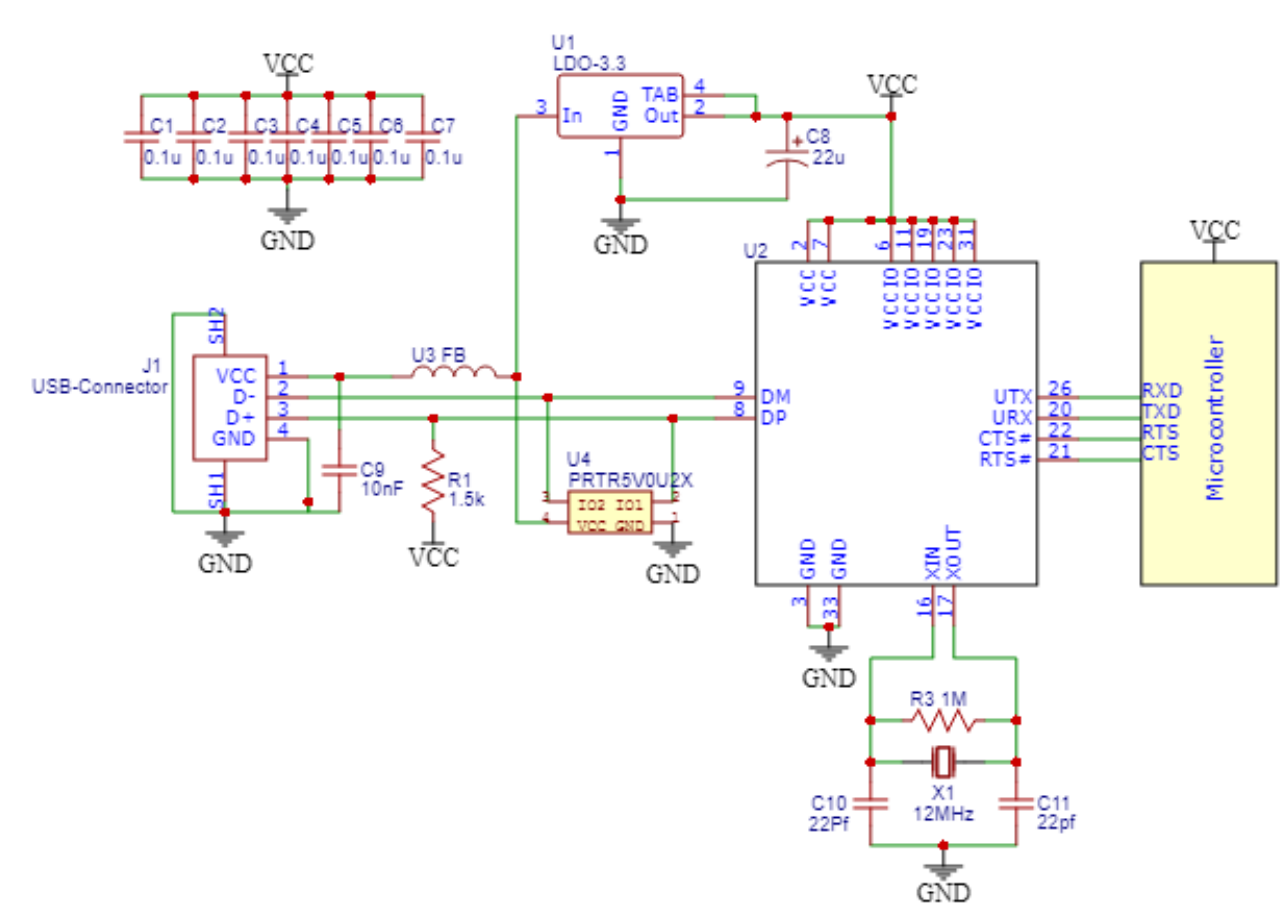 VCC
C1
C2
C3
C4
C5
C6
C7
0.1u
0.1u
0.1u
0.1u
0.1u
0.1u
0.1u
GND
U1
LDO-3.3
3
In
GND
1
TAB
4
Out
2
C8
+
22u
GND
VCC
U2
2
7
6
11
19
23
31
VCC
VCC
VCCIO
VCCIO
VCCIO
VCCIO
VCCIO
9
DM
8
DP
UTX
26
URX
20
CTS#
22
RTS#
21
GND
GND
3
33
GND
XIN
XOUT
16
17
VCC
RXD
TXD
RTS
CTS
Microcontroller
J1
USB-Connector
SH2
VCC
1
D-
2
D+
3
GND
4
SH1
GND
U3 FB
C9
10nF
R1
1.5k
VCC
U4
PRTR5V0U2X
3
IO2 IO1
2
4
VCC GND
1
GND
R3 1M
X1
12MHz
C10
22Pf
C11
22pf
GND